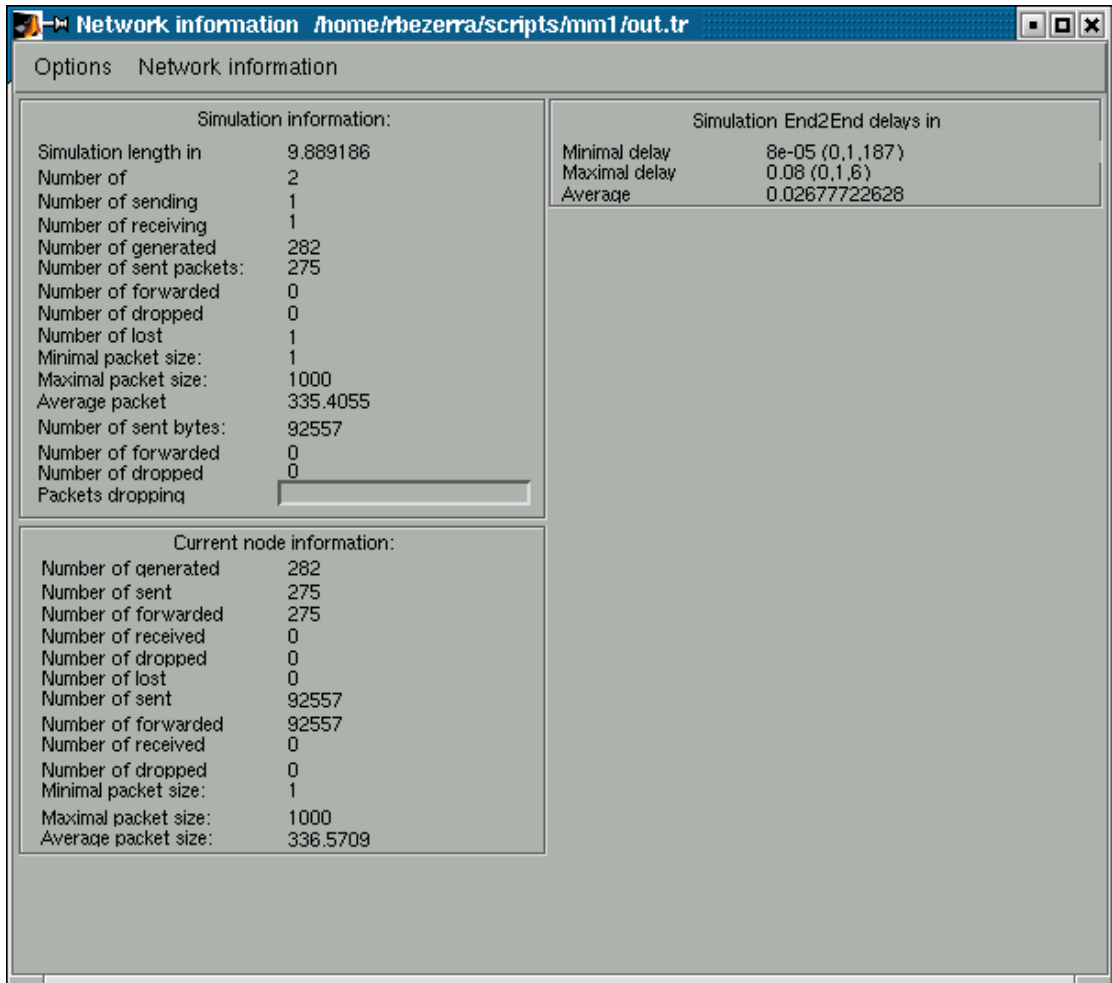 Network information /home/rbezerra/scripts/mm1/out.tr
Options Network information
Simulation information:
Simulation length in 9.889186
Number of 2
Number of sending 1
Number of receiving 1
Number of generated 282
Number of sent packets: 275
Number of forwarded 0
Number of dropped 0
Number of lost 1
Minimal packet size: 1
Maximal packet size: 1000
Average packet 335.4055
Number of sent bytes: 92557
Number of forwarded 0
Number of dropped 0
Packets dropping
Current node information:
Number of generated 282
Number of sent 275
Number of forwarded 275
Number of received 0
Number of dropped 0
Number of lost 0
Number of sent 92557
Number of forwarded 92557
Number of received 0
Number of dropped 0
Minimal packet size: 1
Maximal packet size: 1000
Average packet size: 336.5709
Simulation End2End delays in
Minimal delay 8e-05 (0,1,187)
Maximal delay 0.08 (0,1,6)
Average 0.02677722628